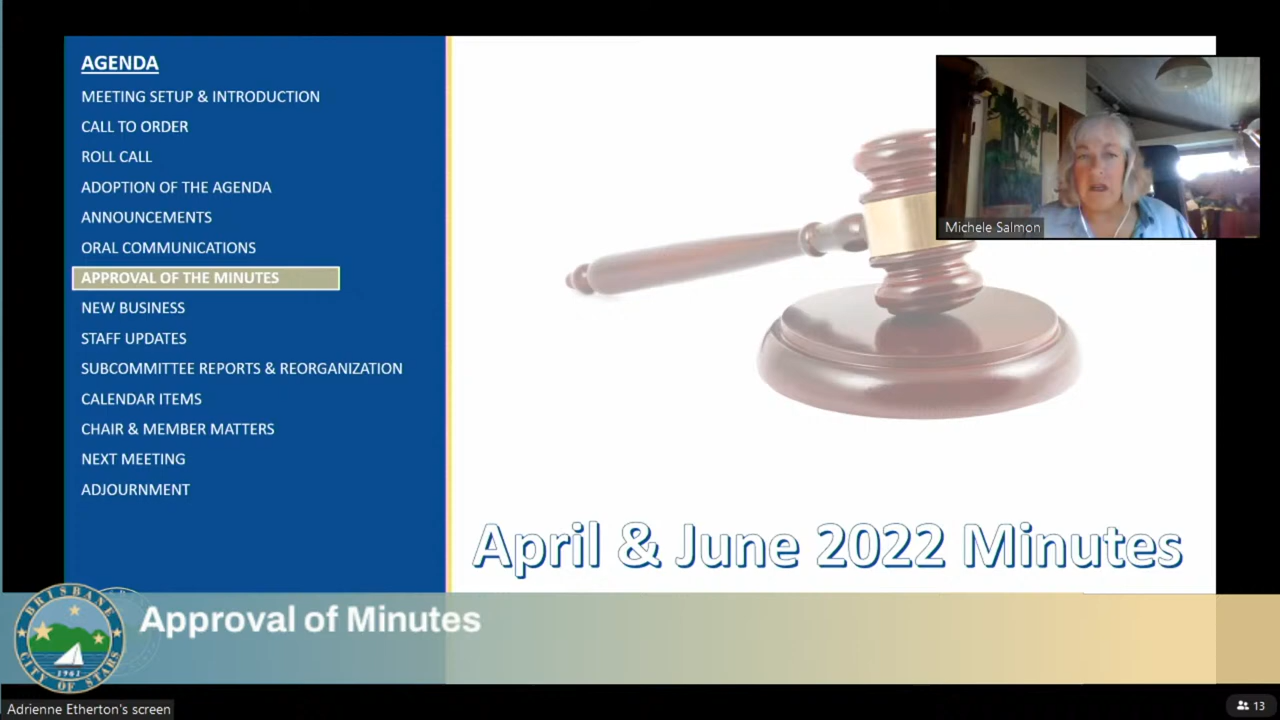 AGENDA
MEETING SETUP & INTRODUCTION
CALL TO ORDER
ROLL CALL
ADOPTION OF THE AGENDA
ANNOUNCEMENTS
ORAL COMMUNICATIONS
APPROVAL OF THE MINUTES
NEW BUSINESS
STAFF UPDATES
SUBCOMMITTEE REPORTS & REORGANIZATION
CALENDAR ITEMS
CHAIR & MEMBER MATTERS
NEXT MEETING
ADJOURNMENT
Michele Salmon
April & June 2022 Minutes
Approval of Minutes
BRISBANE
1961
CITY OF STARS
Adrienne Etherton's screen
13